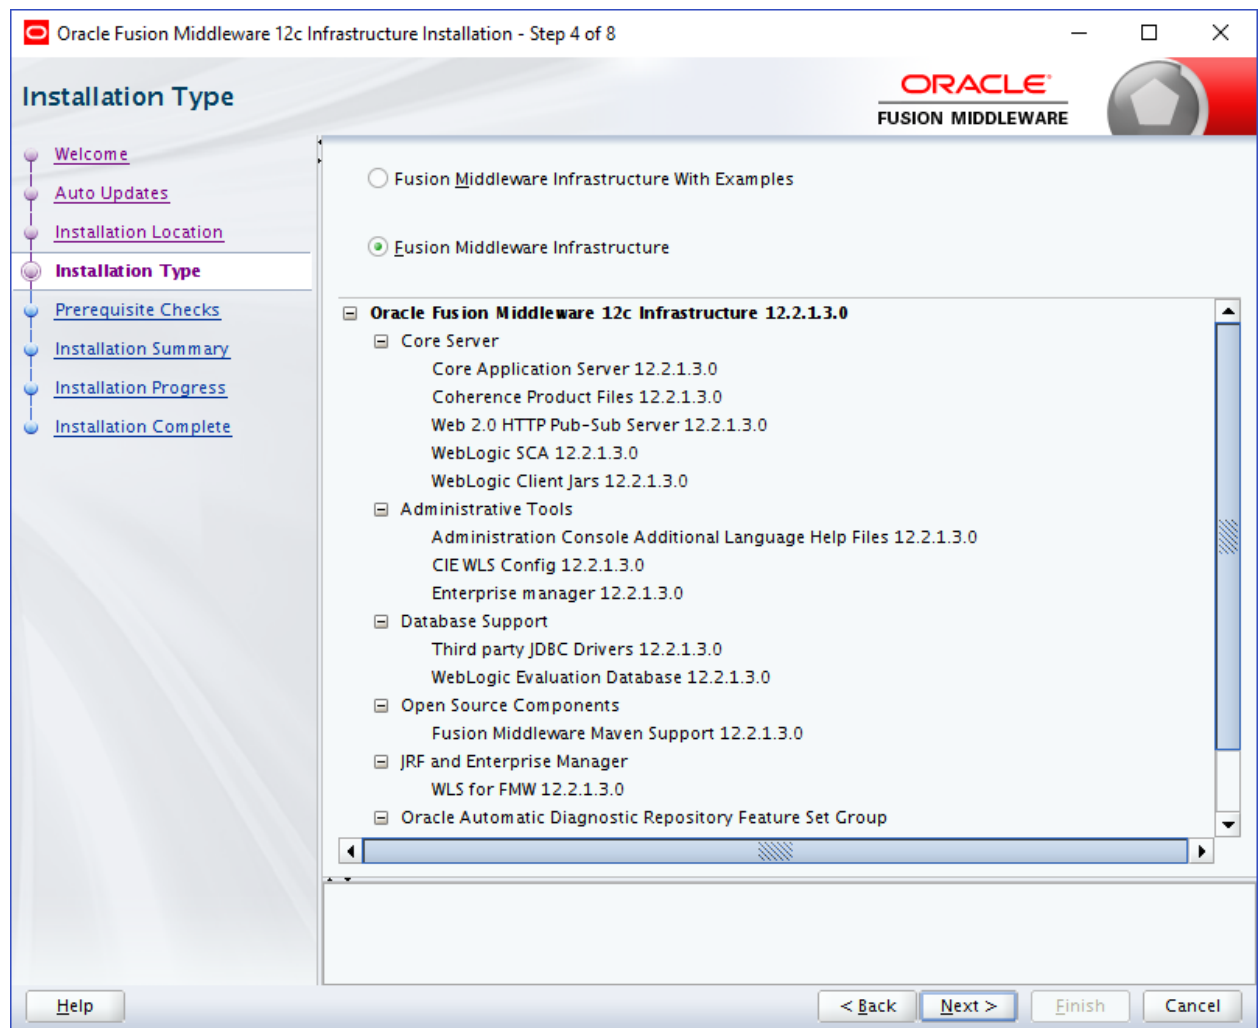 Oracle Fusion Middleware 12c Infrastructure Installation - Step 4 of 8
Installation Type
ORACLE
FUSION MIDDLEWARE
Welcome
Auto Updates
Installation Location
Installation Type
Prerequisite Checks
Installation Summary
Installation Progress
Installation Complete
Fusion Middleware Infrastructure With Examples
Fusion Middleware Infrastructure
Oracle Fusion Middleware 12c Infrastructure 12.2.1.3.0
Core Server
Core Application Server 12.2.1.3.0
Coherence Product Files 12.2.1.3.0
Web 2.0 HTTP Pub-Sub Server 12.2.1.3.0
WebLogic SCA 12.2.1.3.0
WebLogic Client Jars 12.2.1.3.0
Administrative Tools
Administration Console Additional Language Help Files 12.2.1.3.0
CIE WLS Config 12.2.1.3.0
Enterprise manager 12.2.1.3.0
Database Support
Third party JDBC Drivers 12.2.1.3.0
WebLogic Evaluation Database 12.2.1.3.0
Open Source Components
Fusion Middleware Maven Support 12.2.1.3.0
JRF and Enterprise Manager
WLS for FMW 12.2.1.3.0
Oracle Automatic Diagnostic Repository Feature Set Group
Help
< Back
Next >
Finish
Cancel